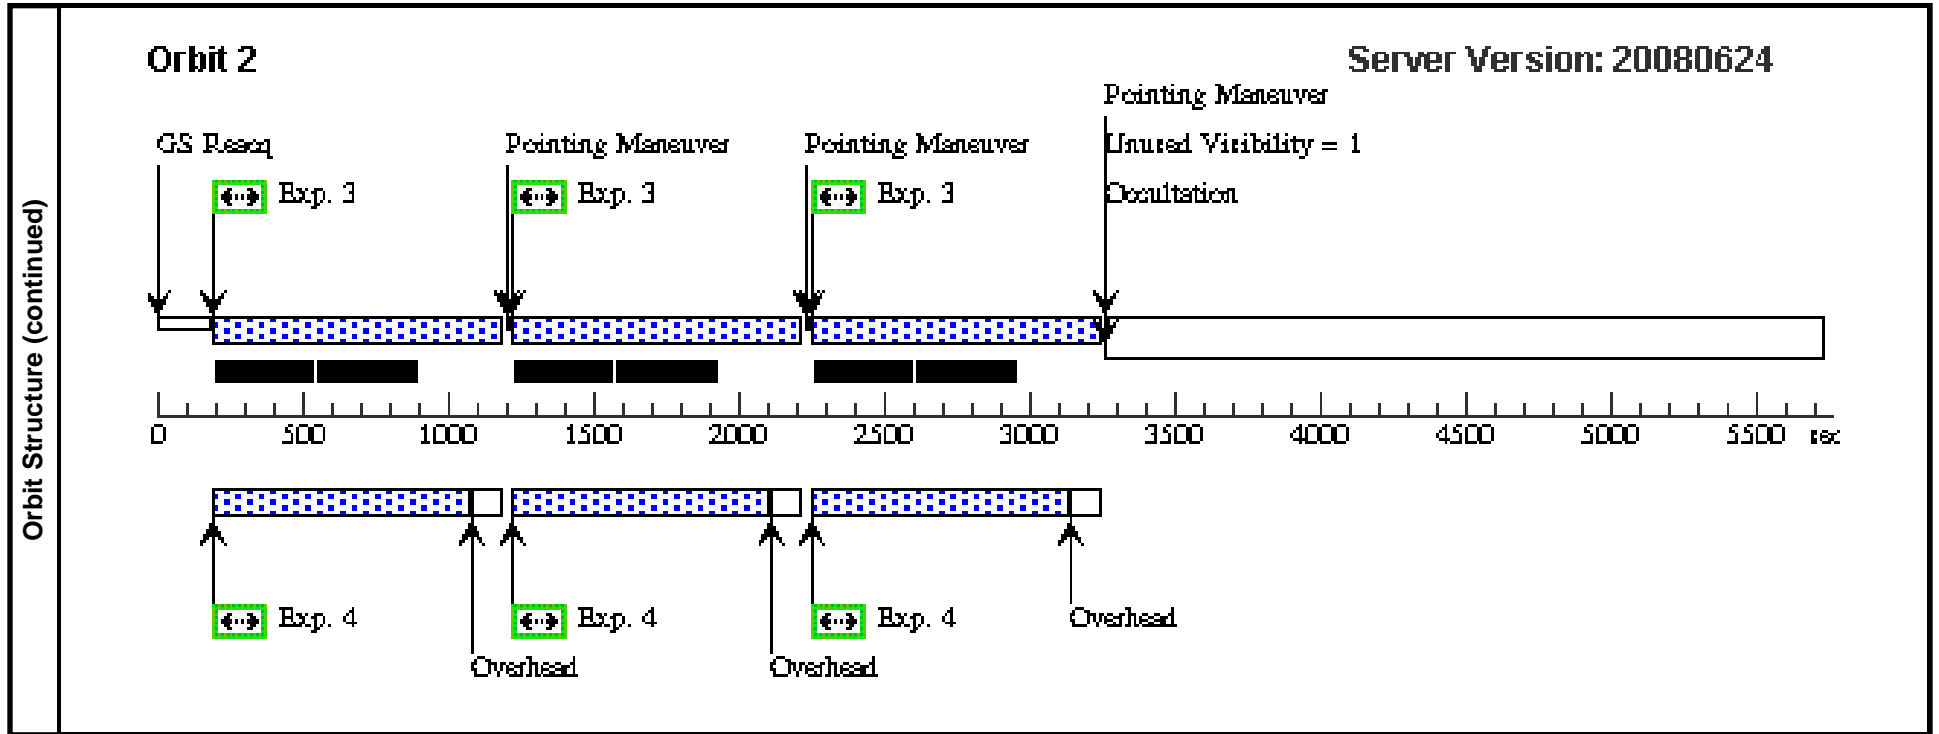 Orbit Structure (continued)
Orbit 2
Server Version: 20080624
Pointing Maneuver
GS Reacq
Pointing Maneuver
Pointing Maneuver
Unused Visibility = 1
Exp. 3
Exp. 3
Exp. 3
Occultation
0 500 1000 1500 2000 2500 3000 3500 4000 4500 5000 5500 sec
Exp. 4
Exp. 4
Exp. 4
Overhead
Overhead
Overhead